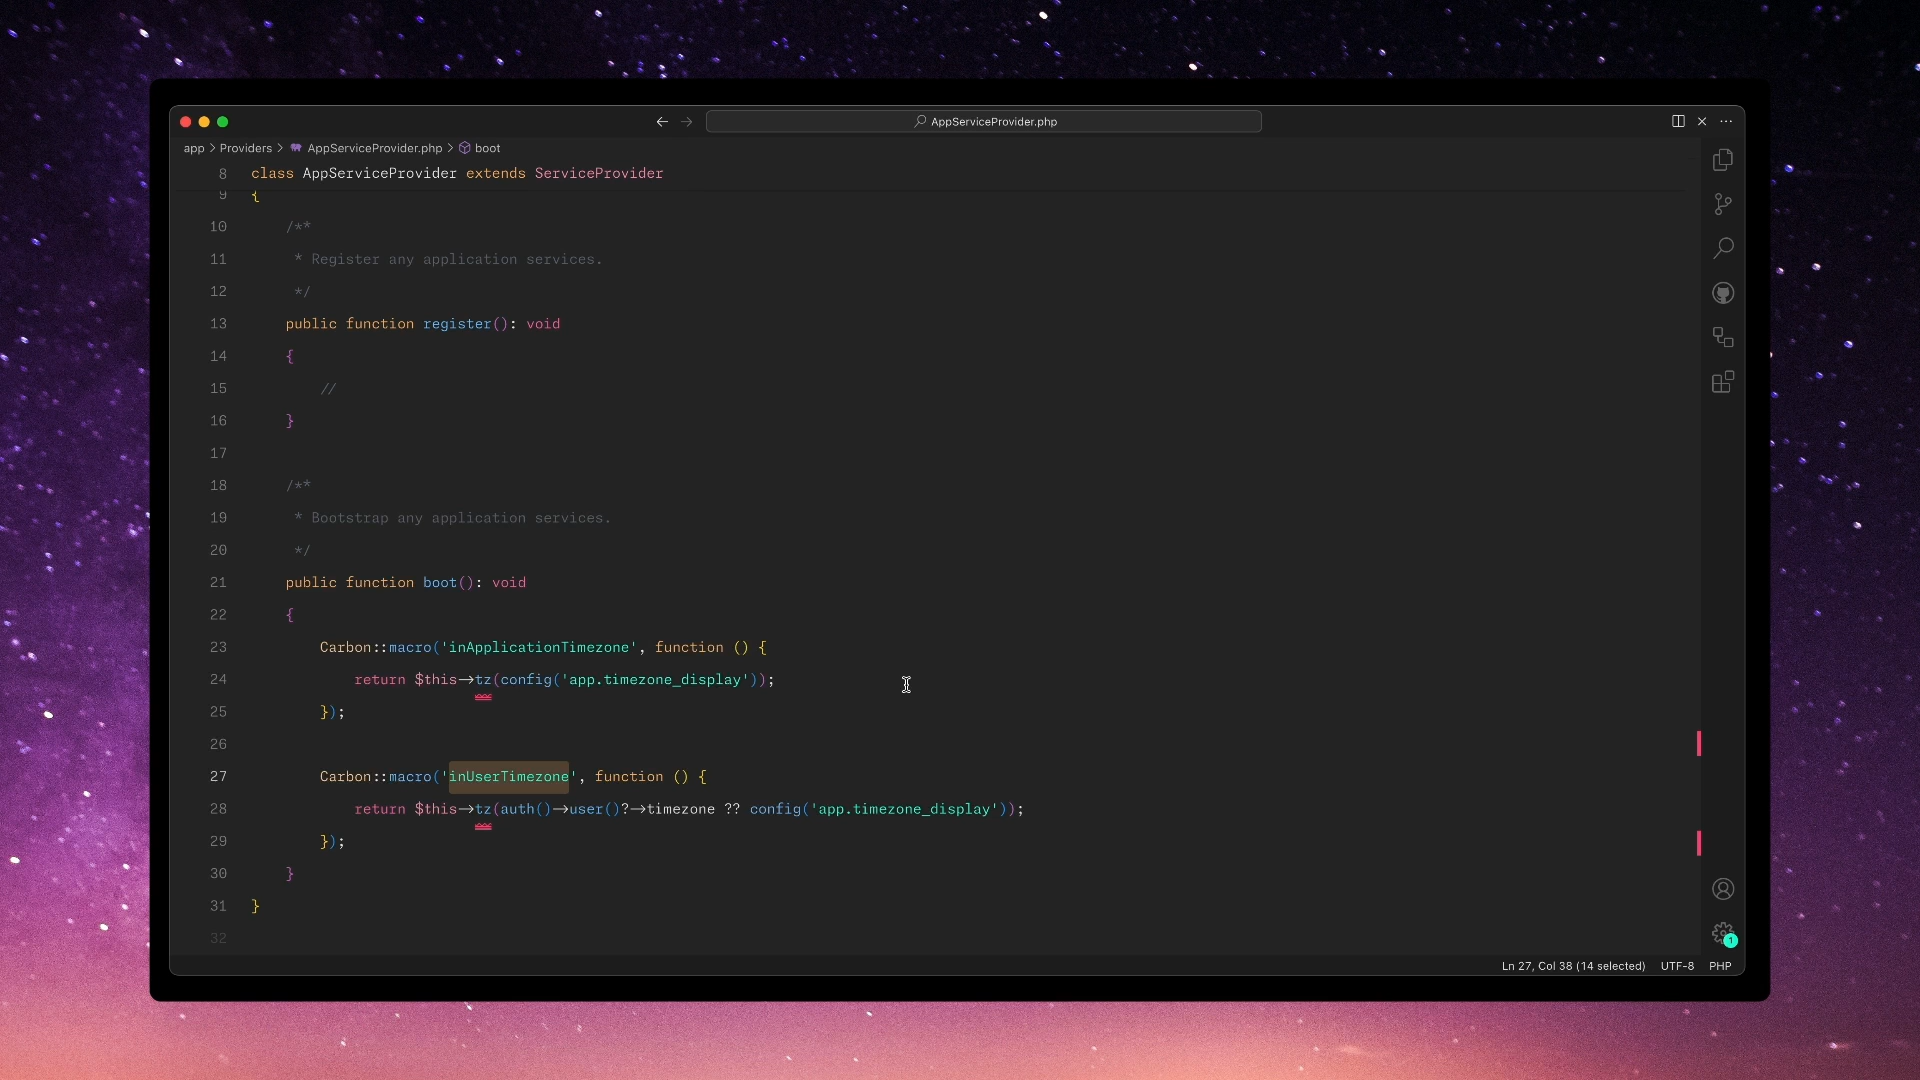 AppServiceProvider.php
app > Providers > AppServiceProvider.php > boot
8 class AppServiceProvider extends ServiceProvider
9 {
10 /**
11 * Register any application services.
12 */
13 public function register(): void
14 {
15 //
16 }
17
18 /**
19 * Bootstrap any application services.
20 */
21 public function boot(): void
22 {
23 Carbon::macro('inApplicationTimezone', function () {
24 return $this→tz(config('app.timezone_display'));
25 });
26
27 Carbon::macro('inUserTimezone', function () {
28 return $this→tz(auth()→user()?→timezone ?? config('app.timezone_display'));
29 });
30 }
31 }
32
1
Ln 27, Col 38 (14 selected) UTF-8 PHP